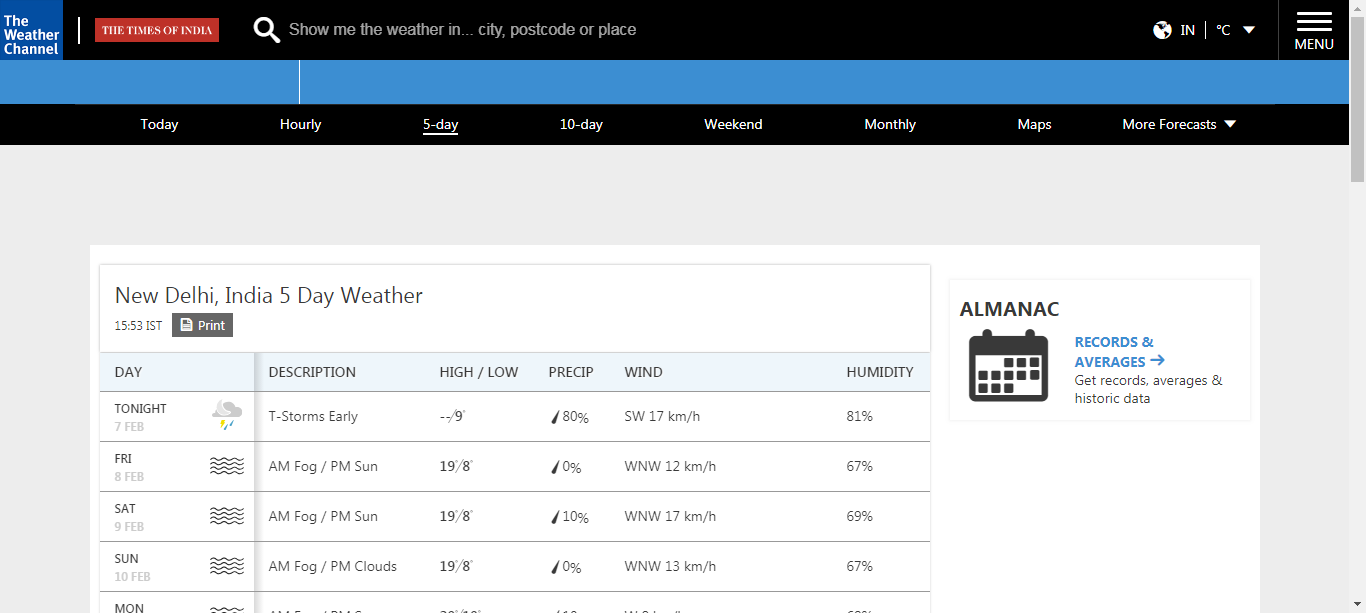 The
Weather
Channel
THE TIMES OF INDIA
Show me the weather in... city, postcode or place
IN
°C
MENU
Today
Hourly
5-day
10-day
Weekend
Monthly
Maps
More Forecasts
New Delhi, India 5 Day Weather
15:53 IST
Print
DAY DESCRIPTION HIGH / LOW PRECIP WIND HUMIDITY
TONIGHT
7 FEB
T-Storms Early --/9° 80% SW 17 km/h 81%
FRI
8 FEB
AM Fog / PM Sun 19°/8° 0% WNW 12 km/h 67%
SAT
9 FEB
AM Fog / PM Sun 19°/8° 10% WNW 17 km/h 69%
SUN
10 FEB
AM Fog / PM Clouds 19°/8° 0% WNW 13 km/h 67%
MON
ALMANAC
RECORDS &
AVERAGES
Get records, averages &
historic data